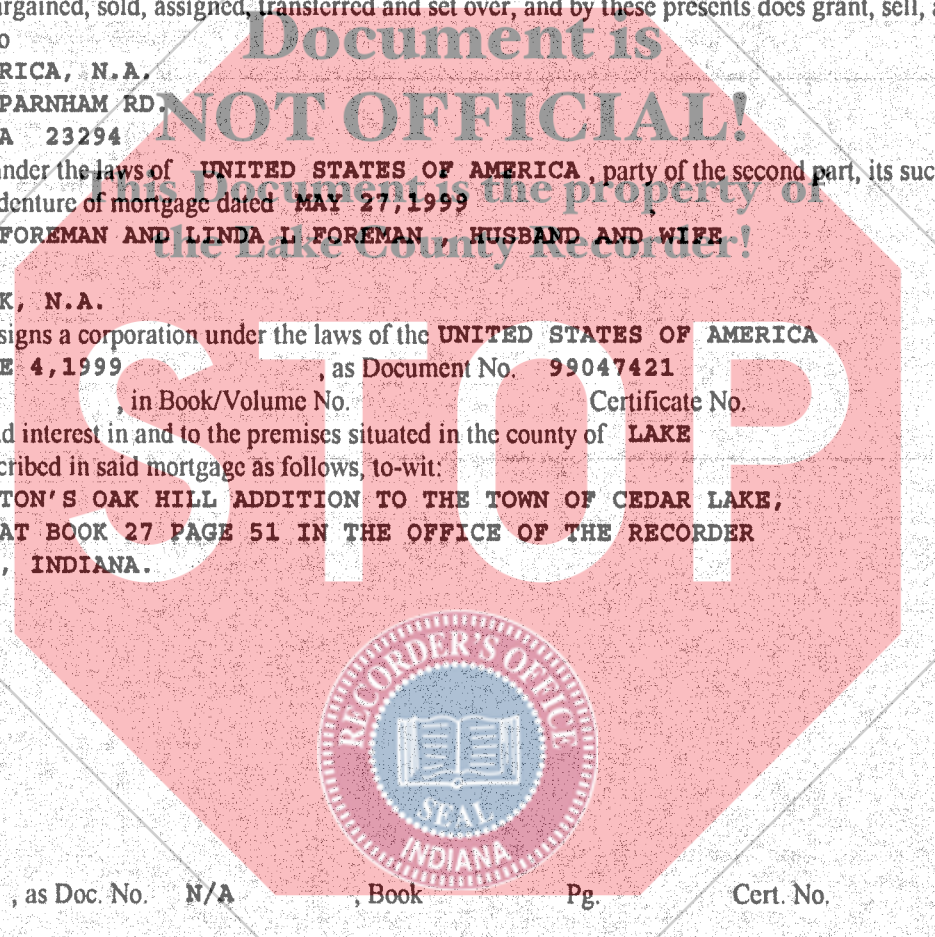 argained, sold, assigned, transferred and set over, and by these presents does grant, sell, a
o
Document is
RICA, N.A.
PARNHAM RD.
NOT OFFICIAL!
A 23294
nder the laws of UNITED STATES OF AMERICA , party of the second part, its suc
This Document is the property of
denture of mortgage dated MAY 27,1999 ,
FOREMAN AND LINDA L FOREMAN , HUSBAND AND WIFE
the Lake County Recorder!
K, N.A.
signs a corporation under the laws of the UNITED STATES OF AMERICA
E 4,1999 , as Document No. 99047421
, in Book/Volume No. Certificate No.
d interest in and to the premises situated in the county of LAKE
cribed in said mortgage as follows, to-wit:
STOP
TON'S OAK HILL ADDITION TO THE TOWN OF CEDAR LAKE,
AT BOOK 27 PAGE 51 IN THE OFFICE OF THE RECORDER
, INDIANA.
RECORDER'S OFFICE
SEAL
INDIANA
, as Doc. No. N/A , Book Pg. Cert. No.